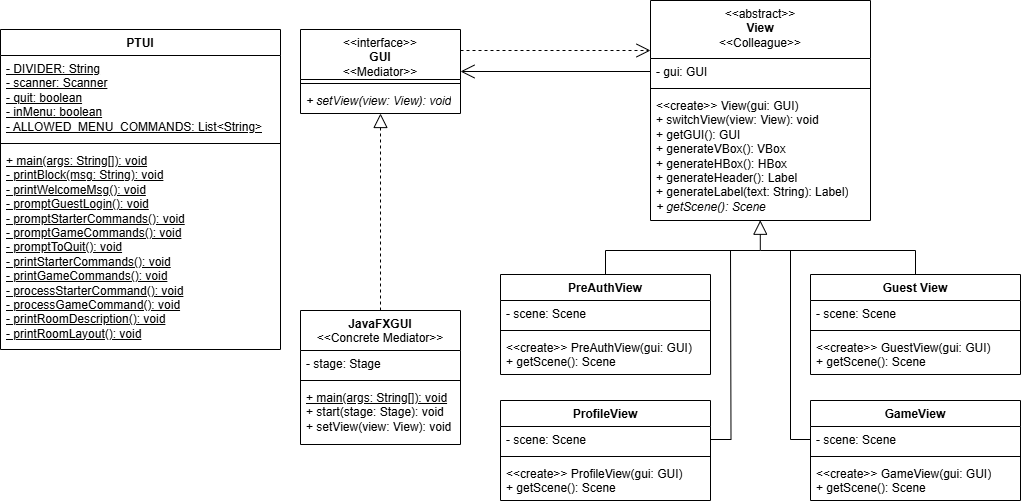 PTUI
- DIVIDER: String
- scanner: Scanner
- quit: boolean
- inMenu: boolean
- ALLOWED_MENU_COMMANDS: List<String>
+ main(args: String[]): void
- printBlock(msg: String): void
- printWelcomeMsg(): void
- promptGuestLogin(): void
- promptStarterCommands(): void
- promptGameCommands(): void
- promptToQuit(): void
- printStarterCommands(): void
- printGameCommands(): void
- processStarterCommand(): void
- processGameCommand(): void
- printRoomDescription(): void
- printRoomLayout(): void
<<interface>>
GUI
<<Mediator>>
+ setView(view: View): void
JavaFXGUI
<<Concrete Mediator>>
- stage: Stage
+ main(args: String[]): void
+ start(stage: Stage): void
+ setView(view: View): void
<<abstract>>
View
<<Colleague>>
- gui: GUI
<<create>> View(gui: GUI)
+ switchView(view: View): void
+ getGUI(): GUI
+ generateVBox(): VBox
+ generateHBox(): HBox
+ generateHeader(): Label
+ generateLabel(text: String): Label)
+ getScene(): Scene
PreAuthView
- scene: Scene
<<create>> PreAuthView(gui: GUI)
+ getScene(): Scene
Guest View
- scene: Scene
<<create>> GuestView(gui: GUI)
+ getScene(): Scene
ProfileView
- scene: Scene
<<create>> ProfileView(gui: GUI)
+ getScene(): Scene
GameView
- scene: Scene
<<create>> GameView(gui: GUI)
+ getScene(): Scene